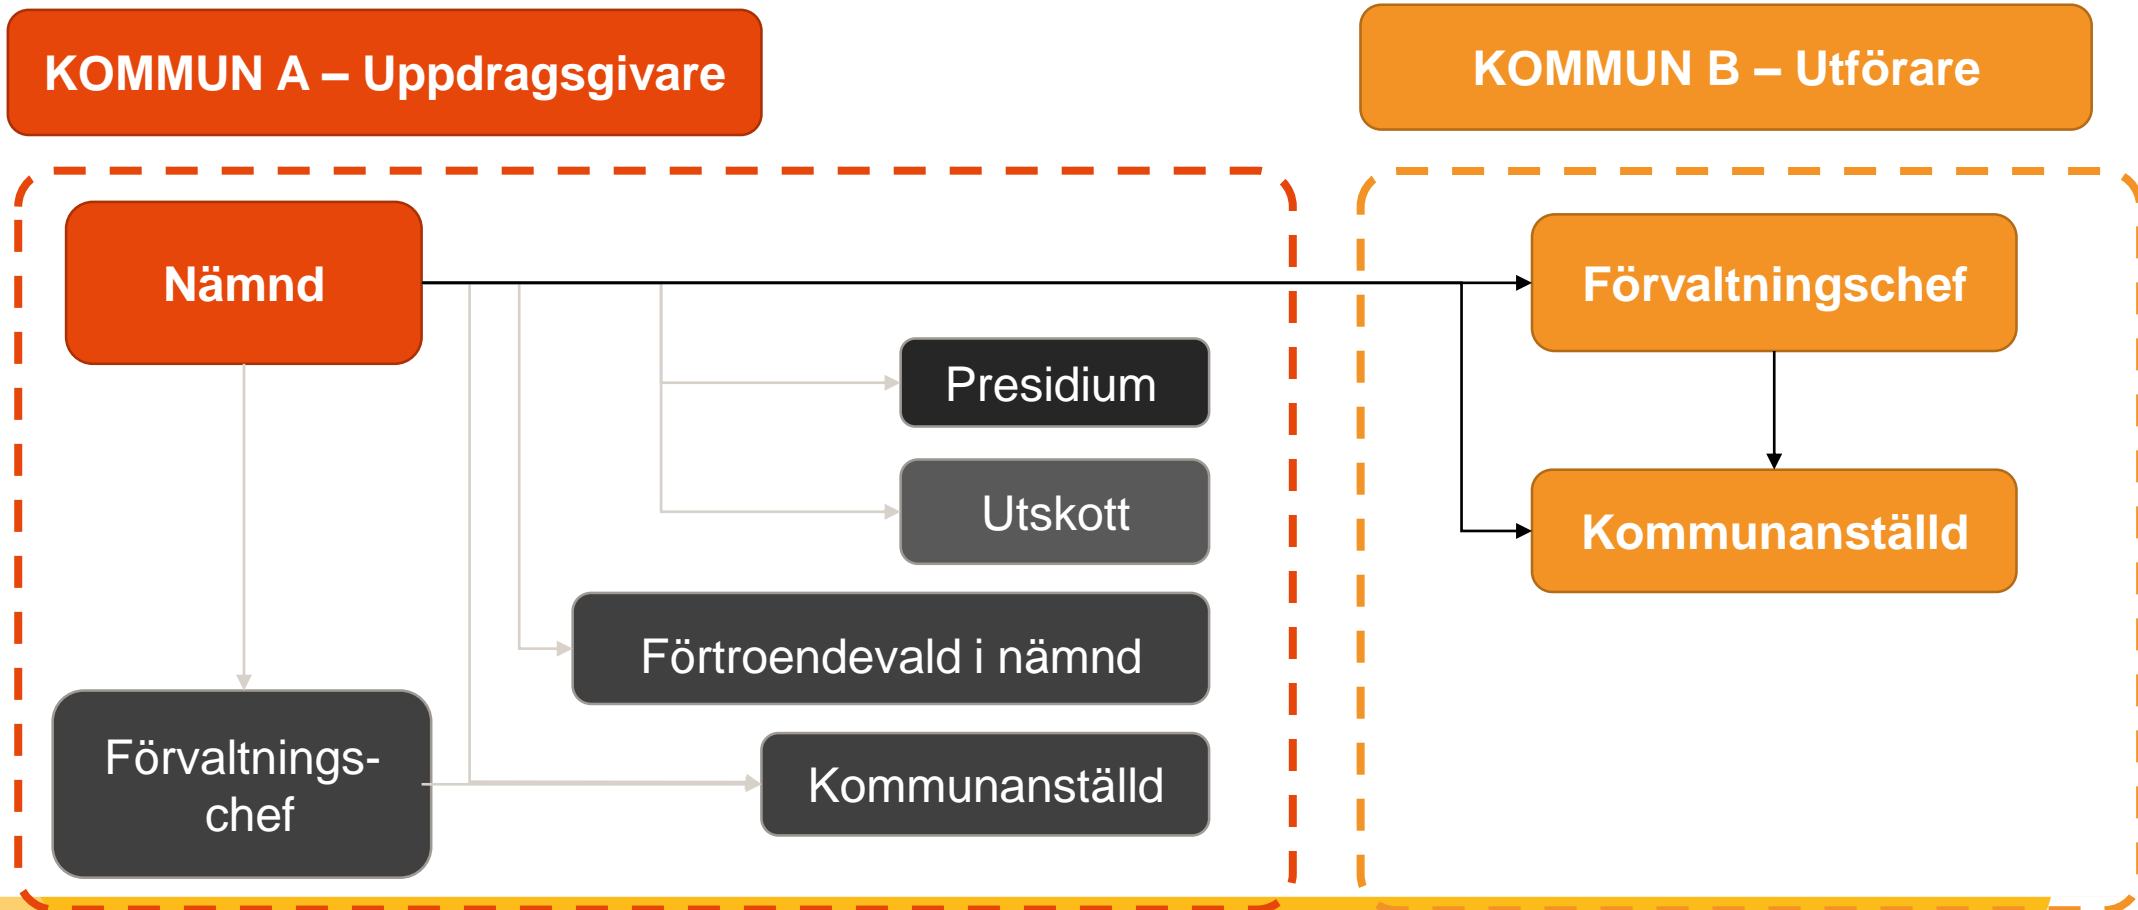 KOMMUN A – Uppdragsgivare
KOMMUN B – Utförare
Nämnd
Förvaltningschef
Presidium
Utskott
Kommunanställd
Förtroendevald i nämnd
Förvaltnings-
chef
Kommunanställd